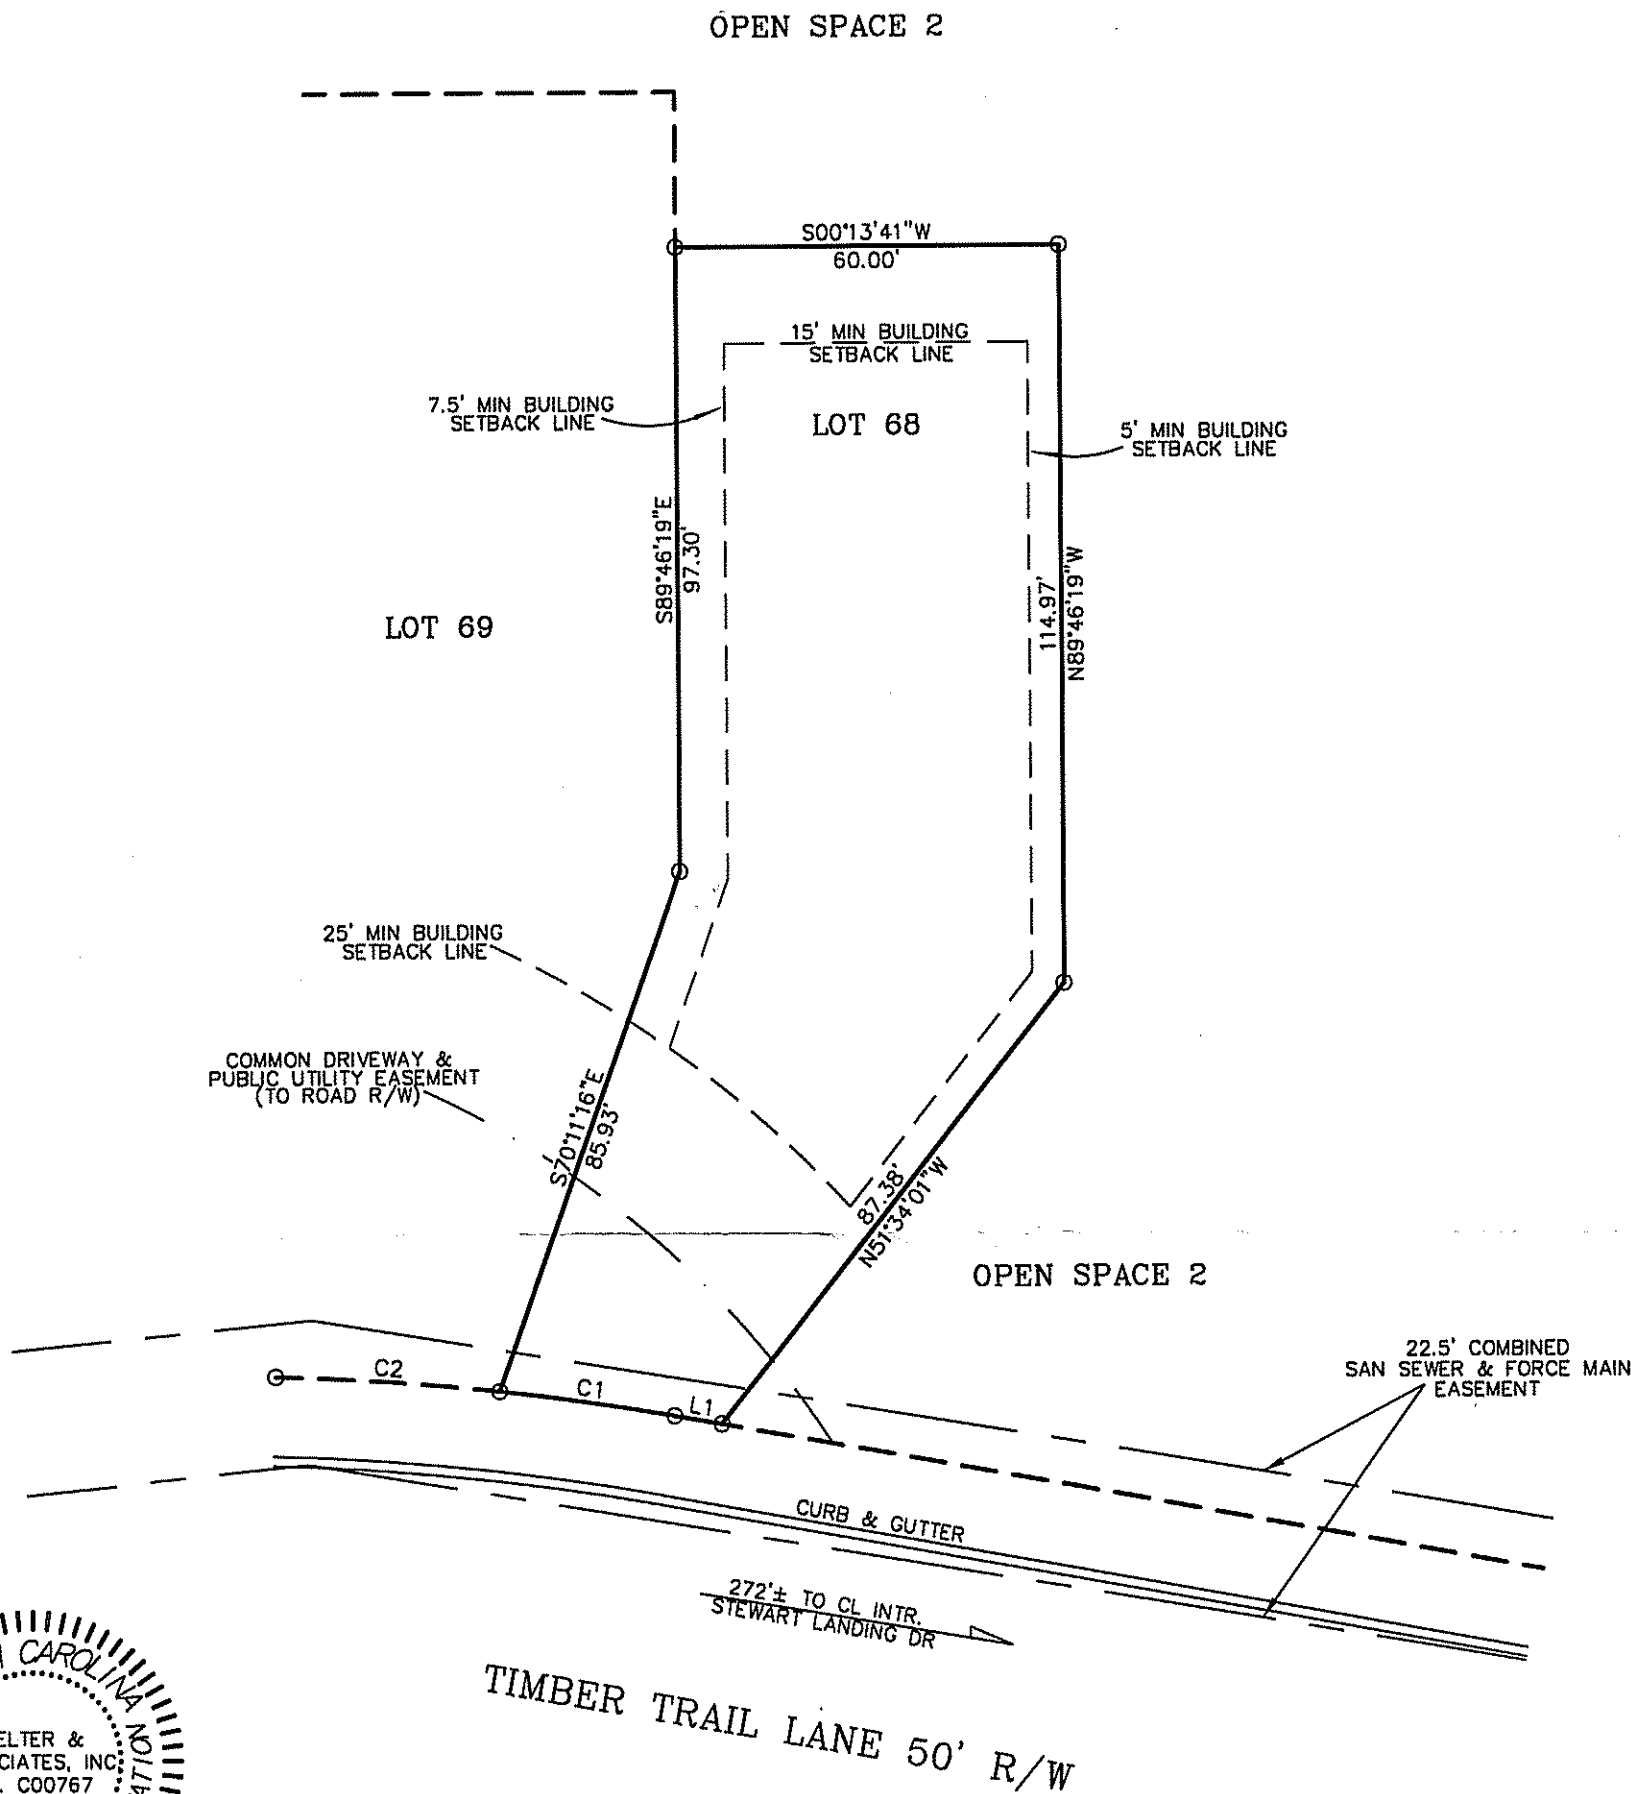 OPEN SPACE 2
S00°13'41"W
60.00'
15' MIN BUILDING
SETBACK LINE
7.5' MIN BUILDING
SETBACK LINE
LOT 68
5' MIN BUILDING
SETBACK LINE
S89°46'19"E
97.30'
114.97'
N89°46'19"W
LOT 69
25' MIN BUILDING
SETBACK LINE
COMMON DRIVEWAY &
PUBLIC UTILITY EASEMENT
(TO ROAD R/W)
S70°11'16"E
85.93'
87.38'
N51°34'01"W
OPEN SPACE 2
22.5' COMBINED
SAN SEWER & FORCE MAIN
EASEMENT
C2
C1
L1
CURB & GUTTER
272'± TO CL INTR.
STEWART LANDING DR
TIMBER TRAIL LANE 50' R/W
CAROLINA
ELTER &
CIATES, INC
C00767